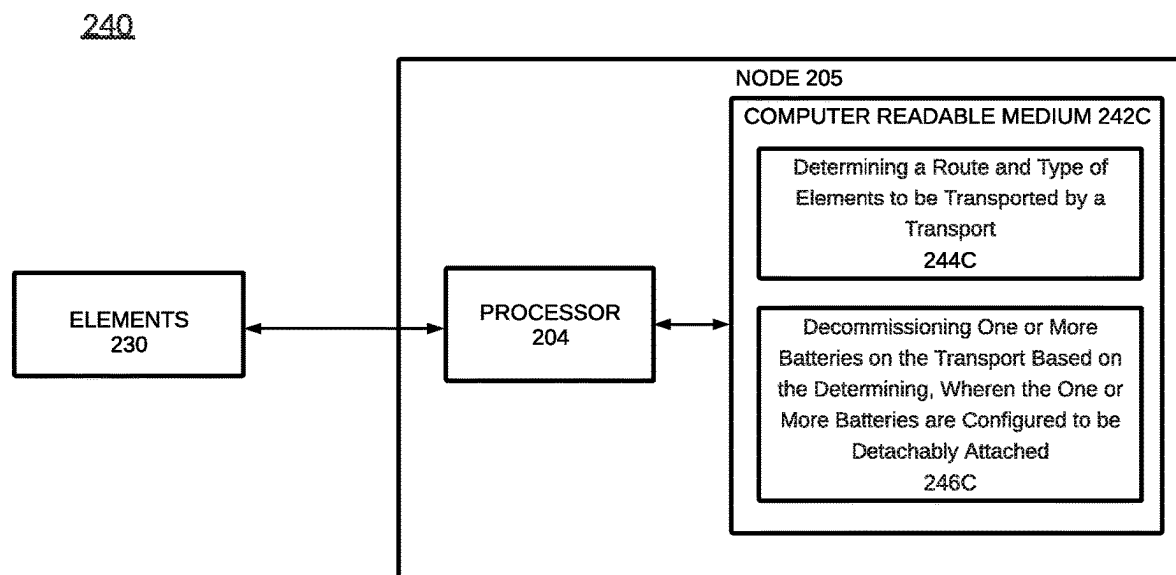 240
NODE 205
COMPUTER READABLE MEDIUM 242C
Determining a Route and Type of
Elements to be Transported by a
Transport
244C
ELEMENTS
230
PROCESSOR
204
Decommissioning One or More
Batteries on the Transport Based on
the Determining, Wheren the One or
More Batteries are Configured to be
Detachably Attached
246C